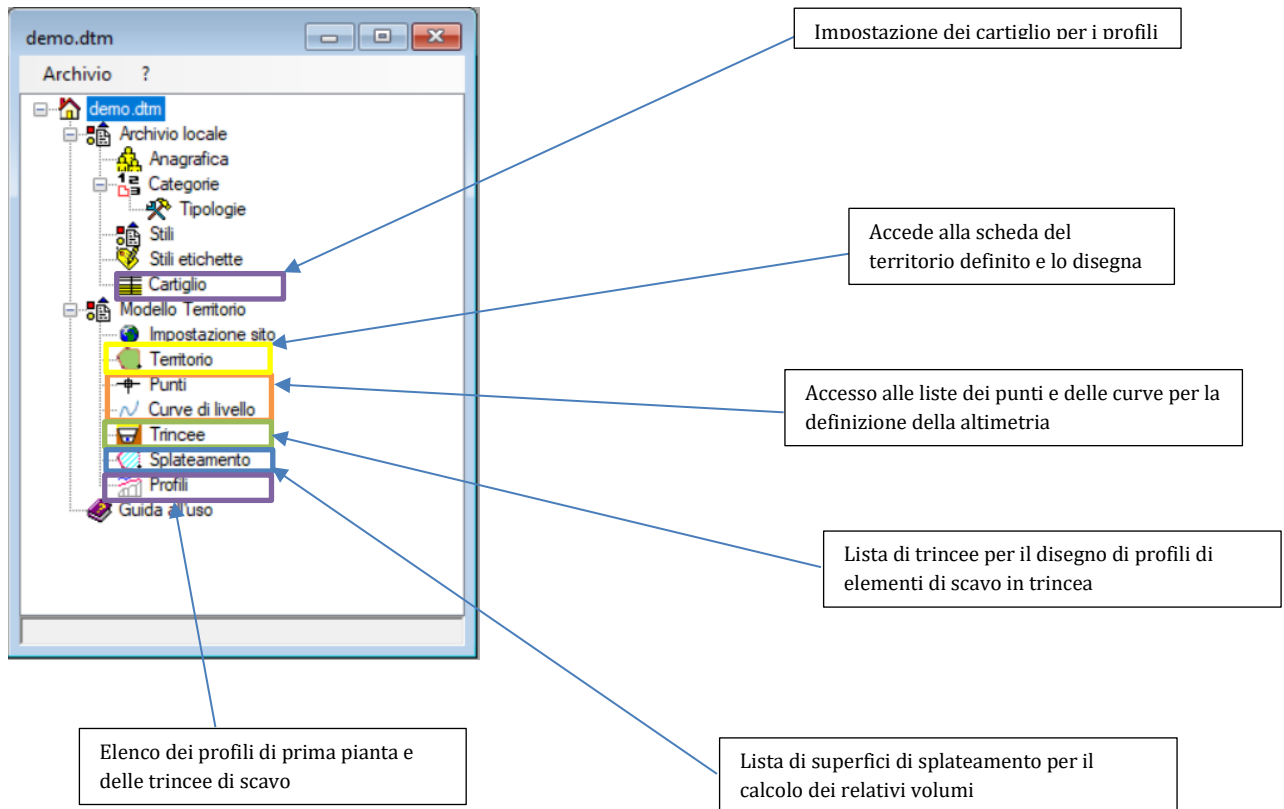 demo.dtm
Archivio ?
demo.dtm
Archivio locale
Anagrafica
Categorie
Tipologie
Stili
Stili etichette
Cartiglio
Modello Territorio
Impostazione sito
Territorio
Punti
Curve di livello
Trincee
Splateamento
Profili
Guida all'uso
Impostazione dei cartiglio per i profili
Accede alla scheda del
territorio definito e lo disegna
Accesso alle liste dei punti e delle curve per la
definizione della altimetria
Lista di trincee per il disegno di profili di
elementi di scavo in trincea
Elenco dei profili di prima pianta e
delle trincee di scavo
Lista di superfici di splateamento per il
calcolo dei relativi volumi